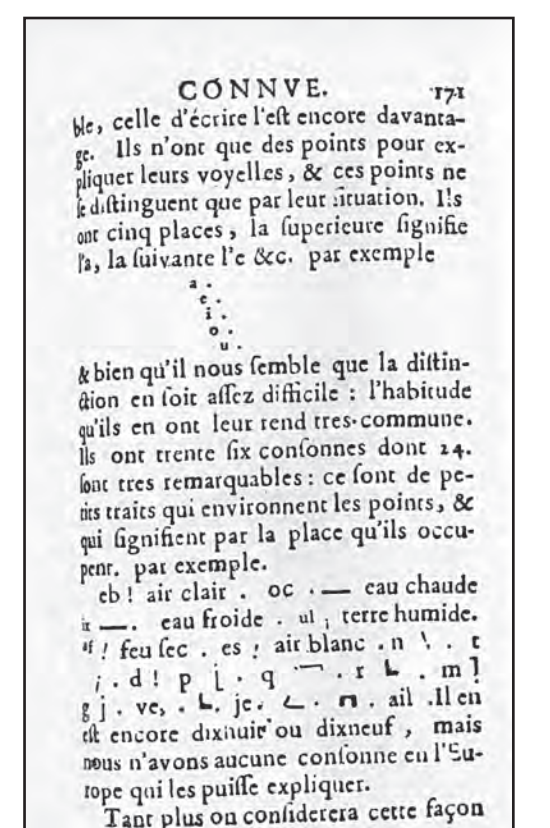 CONNVE. 171
ble, celle d'écrire l'eſt encore davanta-
ge. Ils n'ont que des points pour ex-
pliquer leurs voyelles, & ces points ne
ſe diſtinguent que par leur ſituation. Ils
ont cinq places, la ſuperieure ſignifie
l'a, la ſuivante l'e &c. par exemple
a .
e .
i .
o .
u .
& bien qu'il nous ſemble que la diſtin-
ction en ſoit aſſez difficile : l'habitude
qu'ils en ont leur rend tres-commune.
Ils ont trente ſix conſonnes dont 24.
ſont tres remarquables : ce ſont de pe-
tits traits qui environnent les points, &
qui ſignifient par la place qu'ils occu-
pent. par exemple.
eb ! air clair . oc . — eau chaude
—. eau froide . ul ¡ terre humide.
af ! feu ſec . es ¡ air blanc . n \ . t
¡ . d ! p ⌊ . q . r L . m ⌉
g j . ve, . L. je. . ail . Il en
eſt encore dixhuit ou dixneuf, mais
nous n'avons aucune conſonne en l'Eu-
rope qui les puiſſe expliquer.
Tant plus on conſiderera cette façon